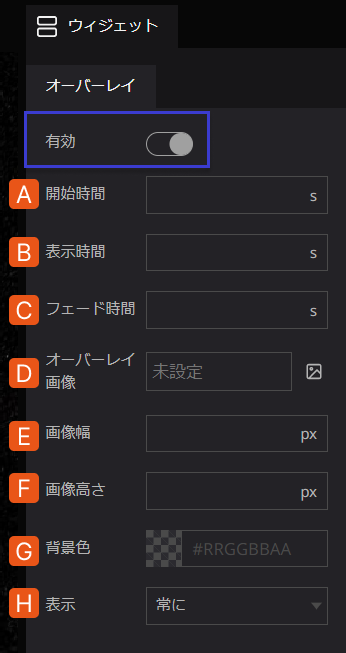 ウィジェット
オーバーレイ
有効
A 開始時間 s
B 表示時間 s
C フェード時間 s
D オーバーレイ
画像 未設定
E 画像幅 px
F 画像高さ px
G 背景色 #RRGGBBAA
H 表示 常に